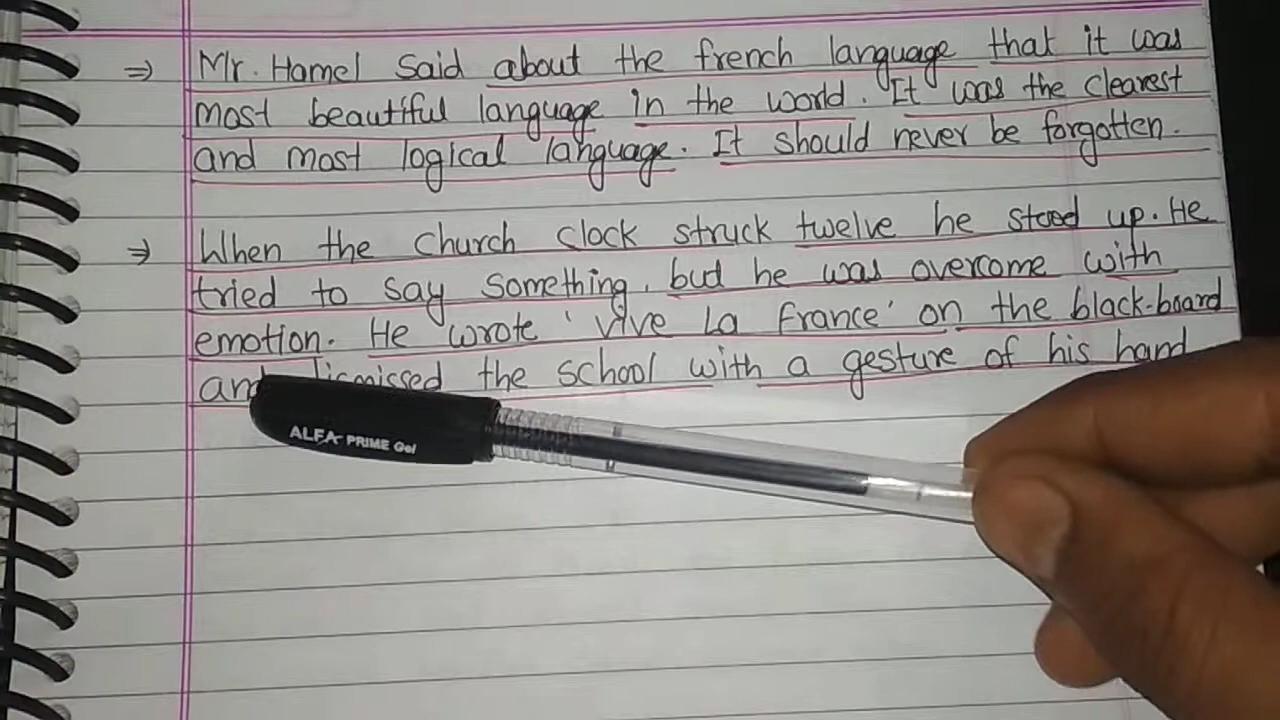 ⇒ Mr. Hamel said about the french language that it was
most beautiful language in the world. It was the clearest
and most logical language. It should never be forgotten.
⇒ When the church clock struck twelve he stood up. He
tried to say something, but he was overcome with
emotion. He wrote 'Vive La France' on the black-board
and dismissed the school with a gesture of his hand
ALFA PRIME Gel